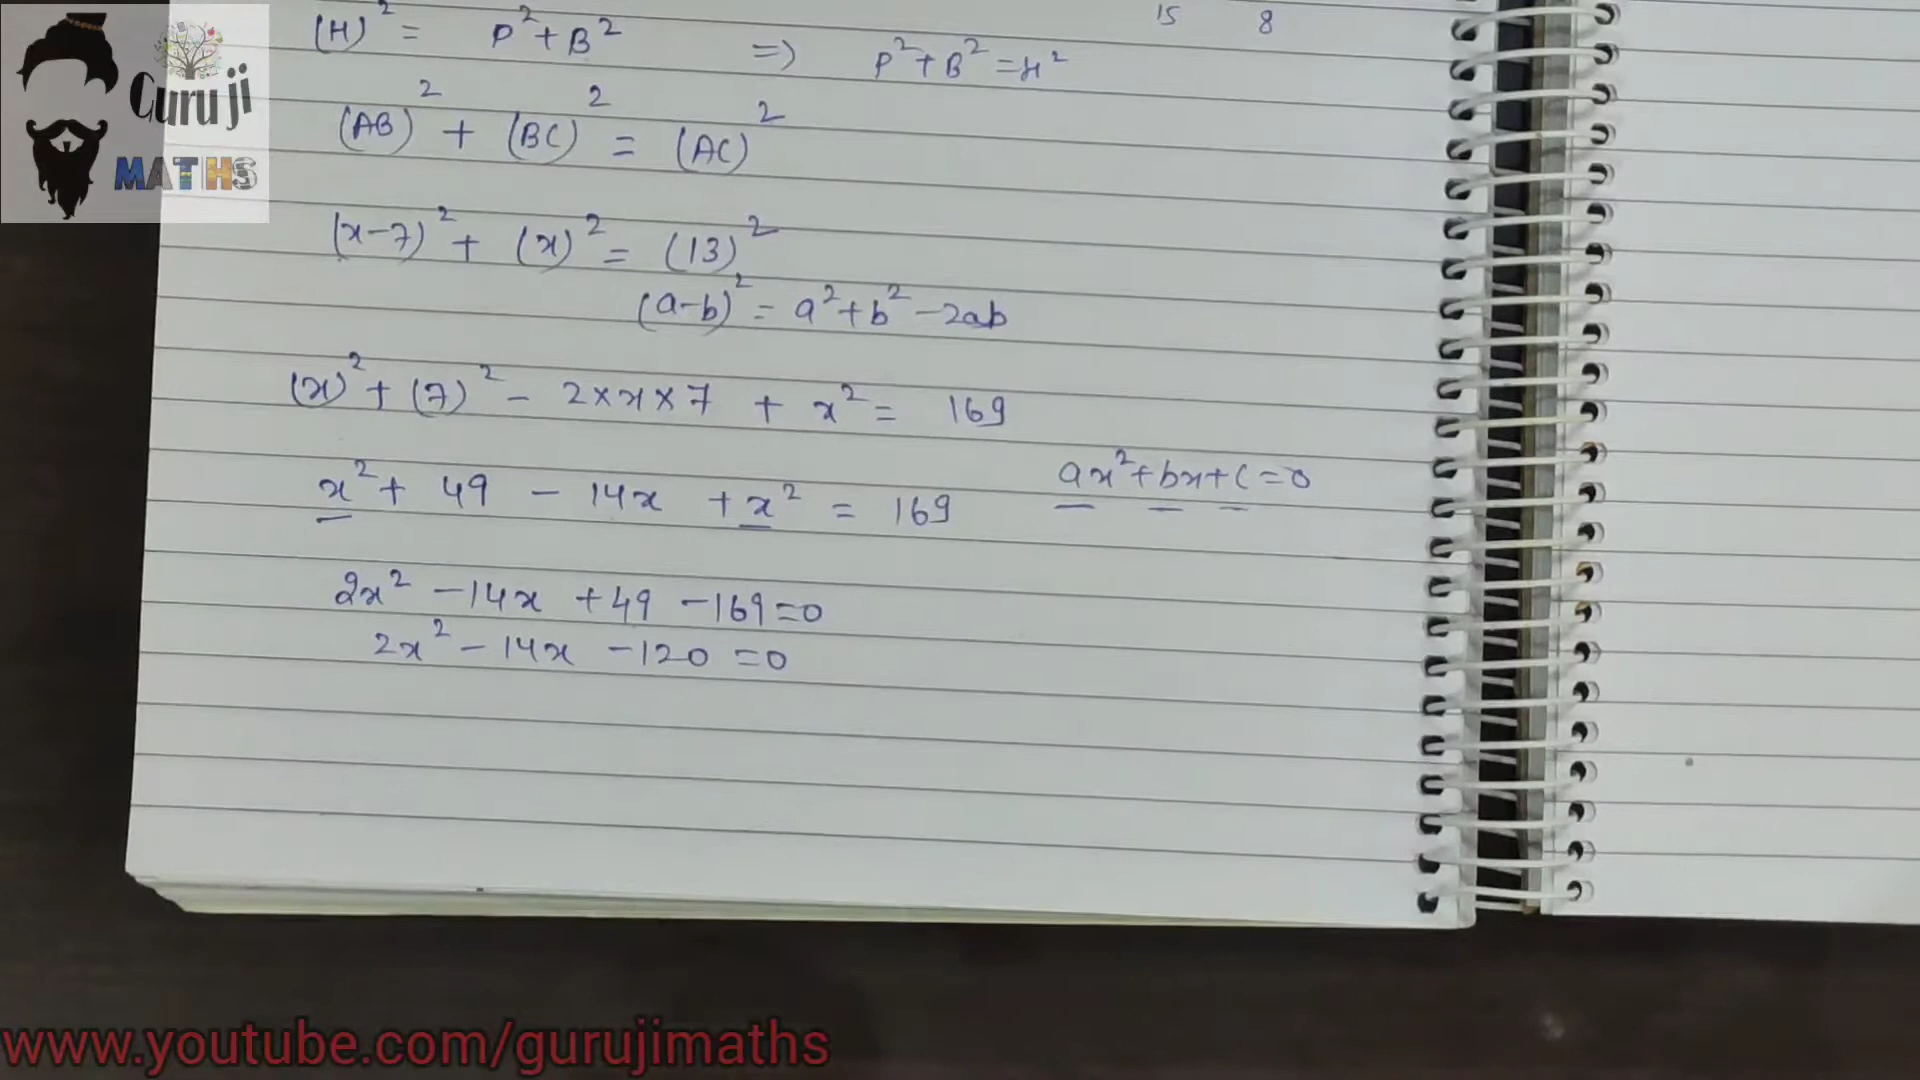 15 8
(H)² = P²+B² => P²+B²=H²
Guruji
MATHS
(AB)² + (BC)² = (AC)²
(x-7)² + (x)² = (13)²
(a-b)² = a²+b²-2ab
(x)² + (7)² - 2×x×7 + x² = 169
x² + 49 - 14x + x² = 169 ax²+bx+c=0
2x² -14x +49 -169=0
2x² -14x -120 =0
www.youtube.com/gurujimaths